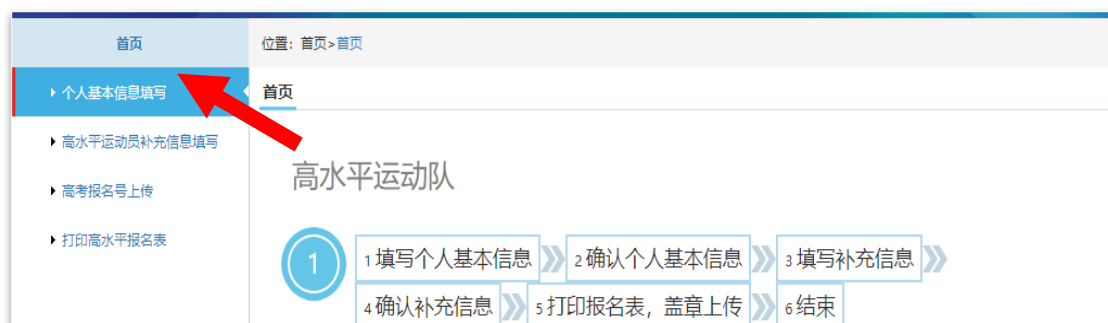 首页
位置：首页>首页
个人基本信息填写
首页
高水平运动员补充信息填写
高水平运动队
高考报名号上传
打印高水平报名表
1
1 填写个人基本信息
2 确认个人基本信息
3 填写补充信息
4 确认补充信息
5 打印报名表，盖章上传
6 结束